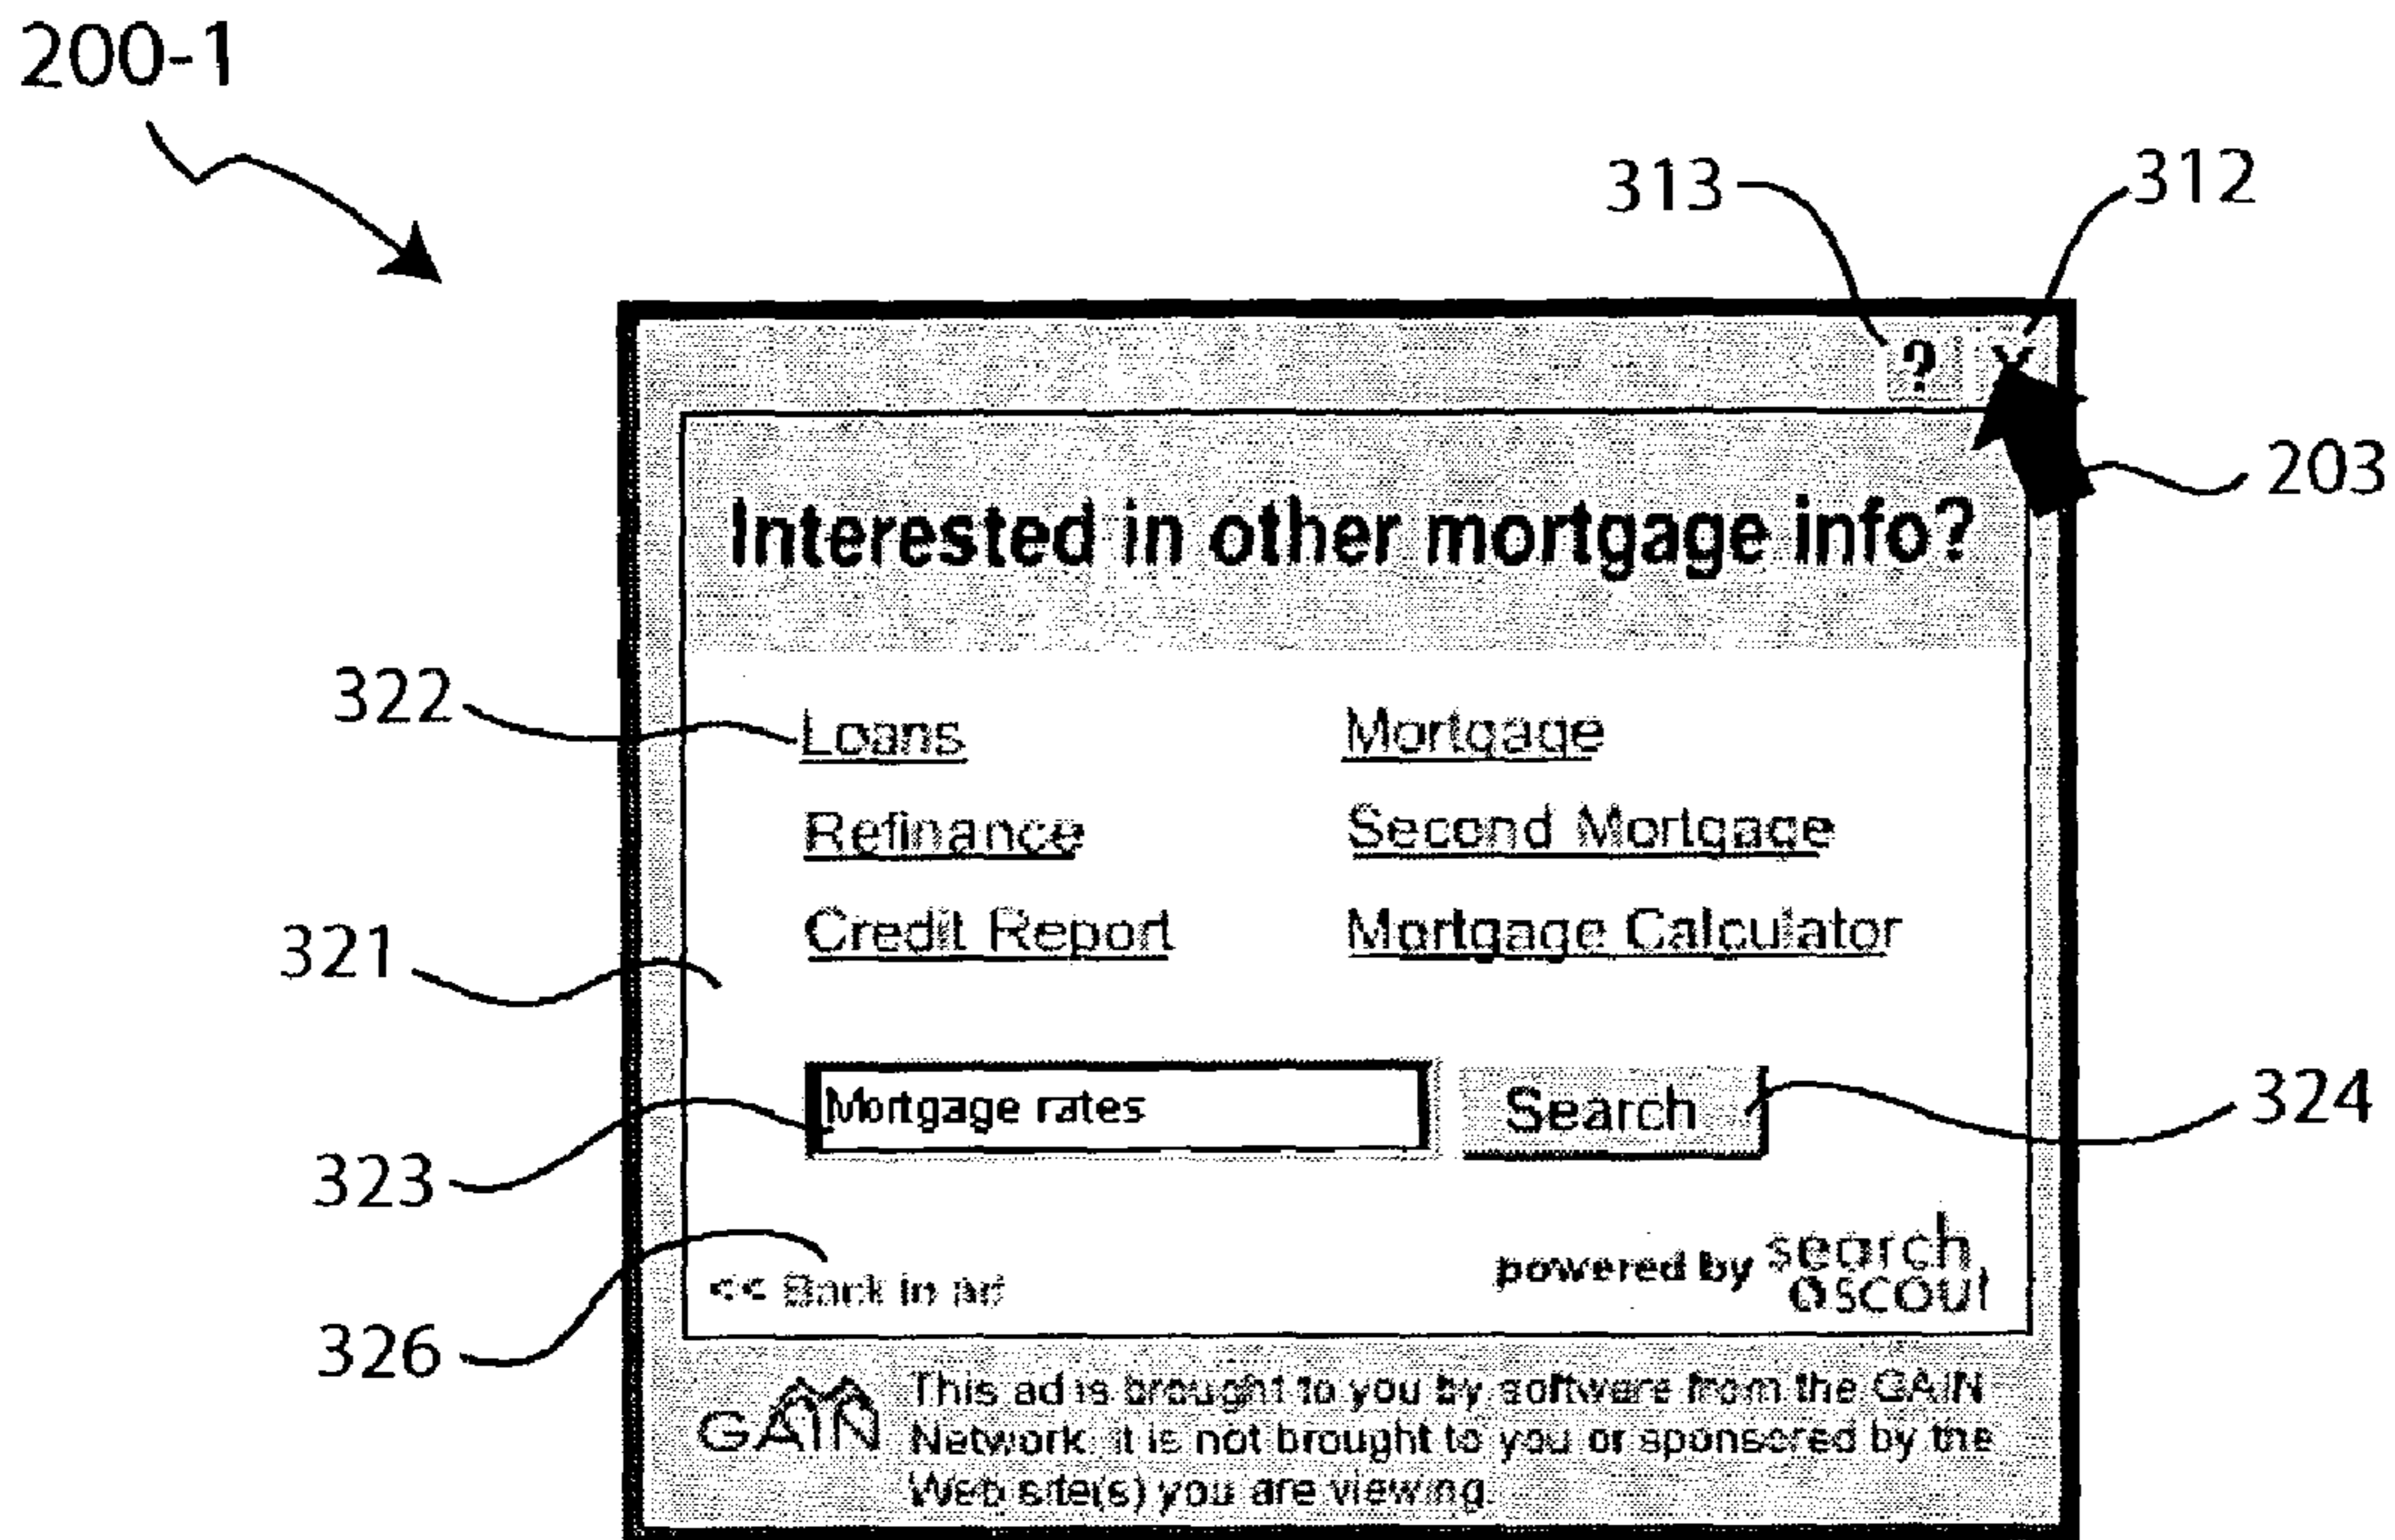 200-1
313
312
? X
203
Interested in other mortgage info?
322
Loans Mortgage
Refinance Second Mortgage
321
Credit Report Mortgage Calculator
Mortgage rates Search
324
323
<< Back to ad
powered by search scout
326
GAIN
This ad is brought to you by software from the GAIN
Network. It is not brought to you or sponsored by the
Web site(s) you are viewing.